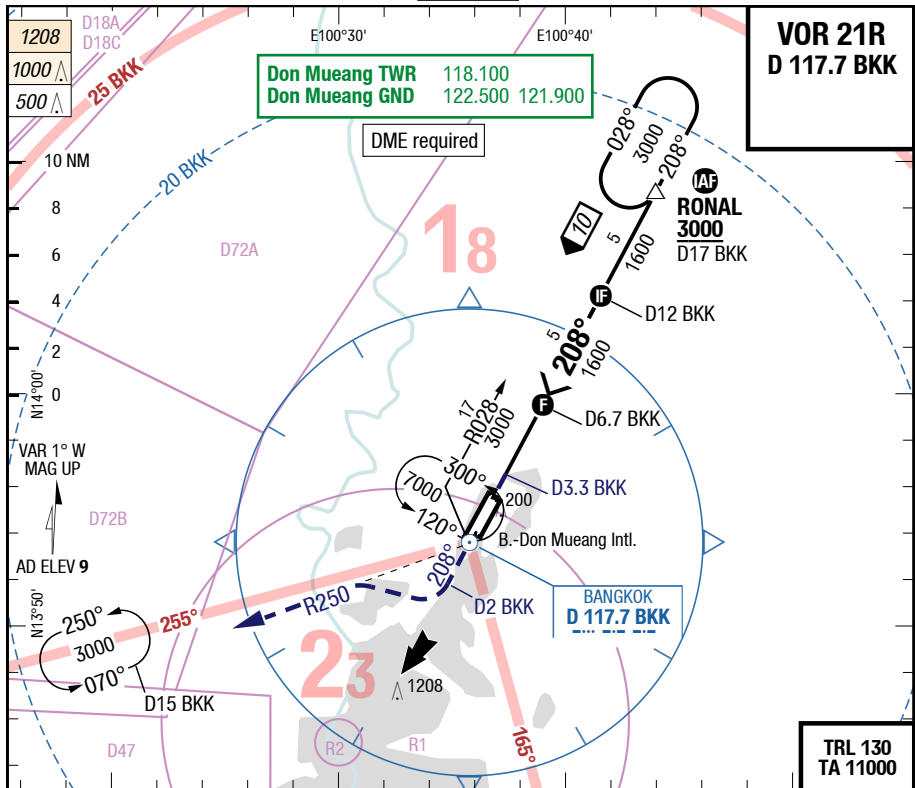 1208
1000
500
D18A
D18C
25 BKK
E100°30'
E100°40'
VOR 21R
D 117.7 BKK
Don Mueang TWR 118.100
Don Mueang GND 122.500 121.900
DME required
10 NM
8
6
4
2
0
N14°00'
20 BKK
D72A
18
028°
3000
208°
IAF
RONAL
3000
D17 BKK
10
5
1600
IF
D12 BKK
5
208°
1600
F
D6.7 BKK
17
R028
3000
300°
7000
120°
D3.3 BKK
200
B.-Don Mueang Intl.
VAR 1° W
MAG UP
D72B
AD ELEV 9
N13°50'
208°
R250
D2 BKK
BANGKOK
D 117.7 BKK
255°
250°
3000
070°
D15 BKK
23
1208
165°
D47
R2
R1
TRL 130
TA 11000